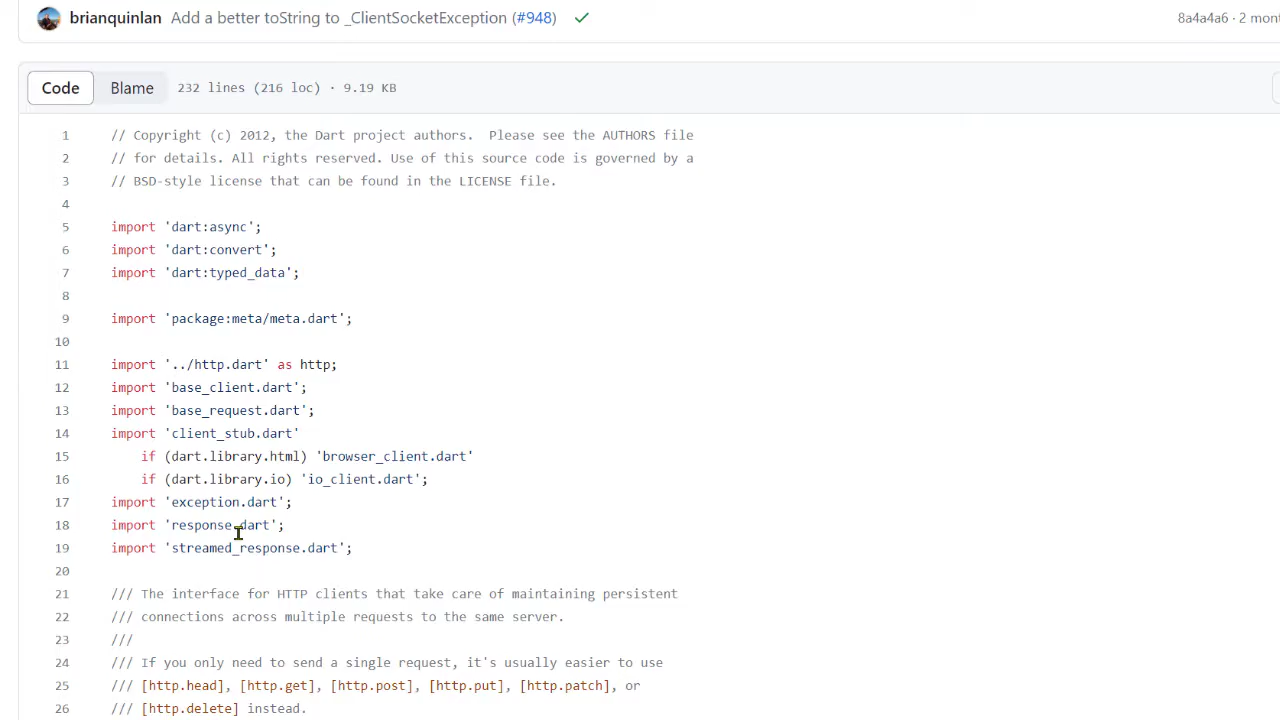 brianquinlan Add a better toString to _ClientSocketException (#948) 8a4a4a6 · 2 mont
Code Blame 232 lines (216 loc) · 9.19 KB
1 // Copyright (c) 2012, the Dart project authors.  Please see the AUTHORS file
2 // for details. All rights reserved. Use of this source code is governed by a
3 // BSD-style license that can be found in the LICENSE file.
4
5 import 'dart:async';
6 import 'dart:convert';
7 import 'dart:typed_data';
8
9 import 'package:meta/meta.dart';
10
11 import '../http.dart' as http;
12 import 'base_client.dart';
13 import 'base_request.dart';
14 import 'client_stub.dart'
15     if (dart.library.html) 'browser_client.dart'
16     if (dart.library.io) 'io_client.dart';
17 import 'exception.dart';
18 import 'response.dart';
19 import 'streamed_response.dart';
20
21 /// The interface for HTTP clients that take care of maintaining persistent
22 /// connections across multiple requests to the same server.
23 ///
24 /// If you only need to send a single request, it's usually easier to use
25 /// [http.head], [http.get], [http.post], [http.put], [http.patch], or
26 /// [http.delete] instead.